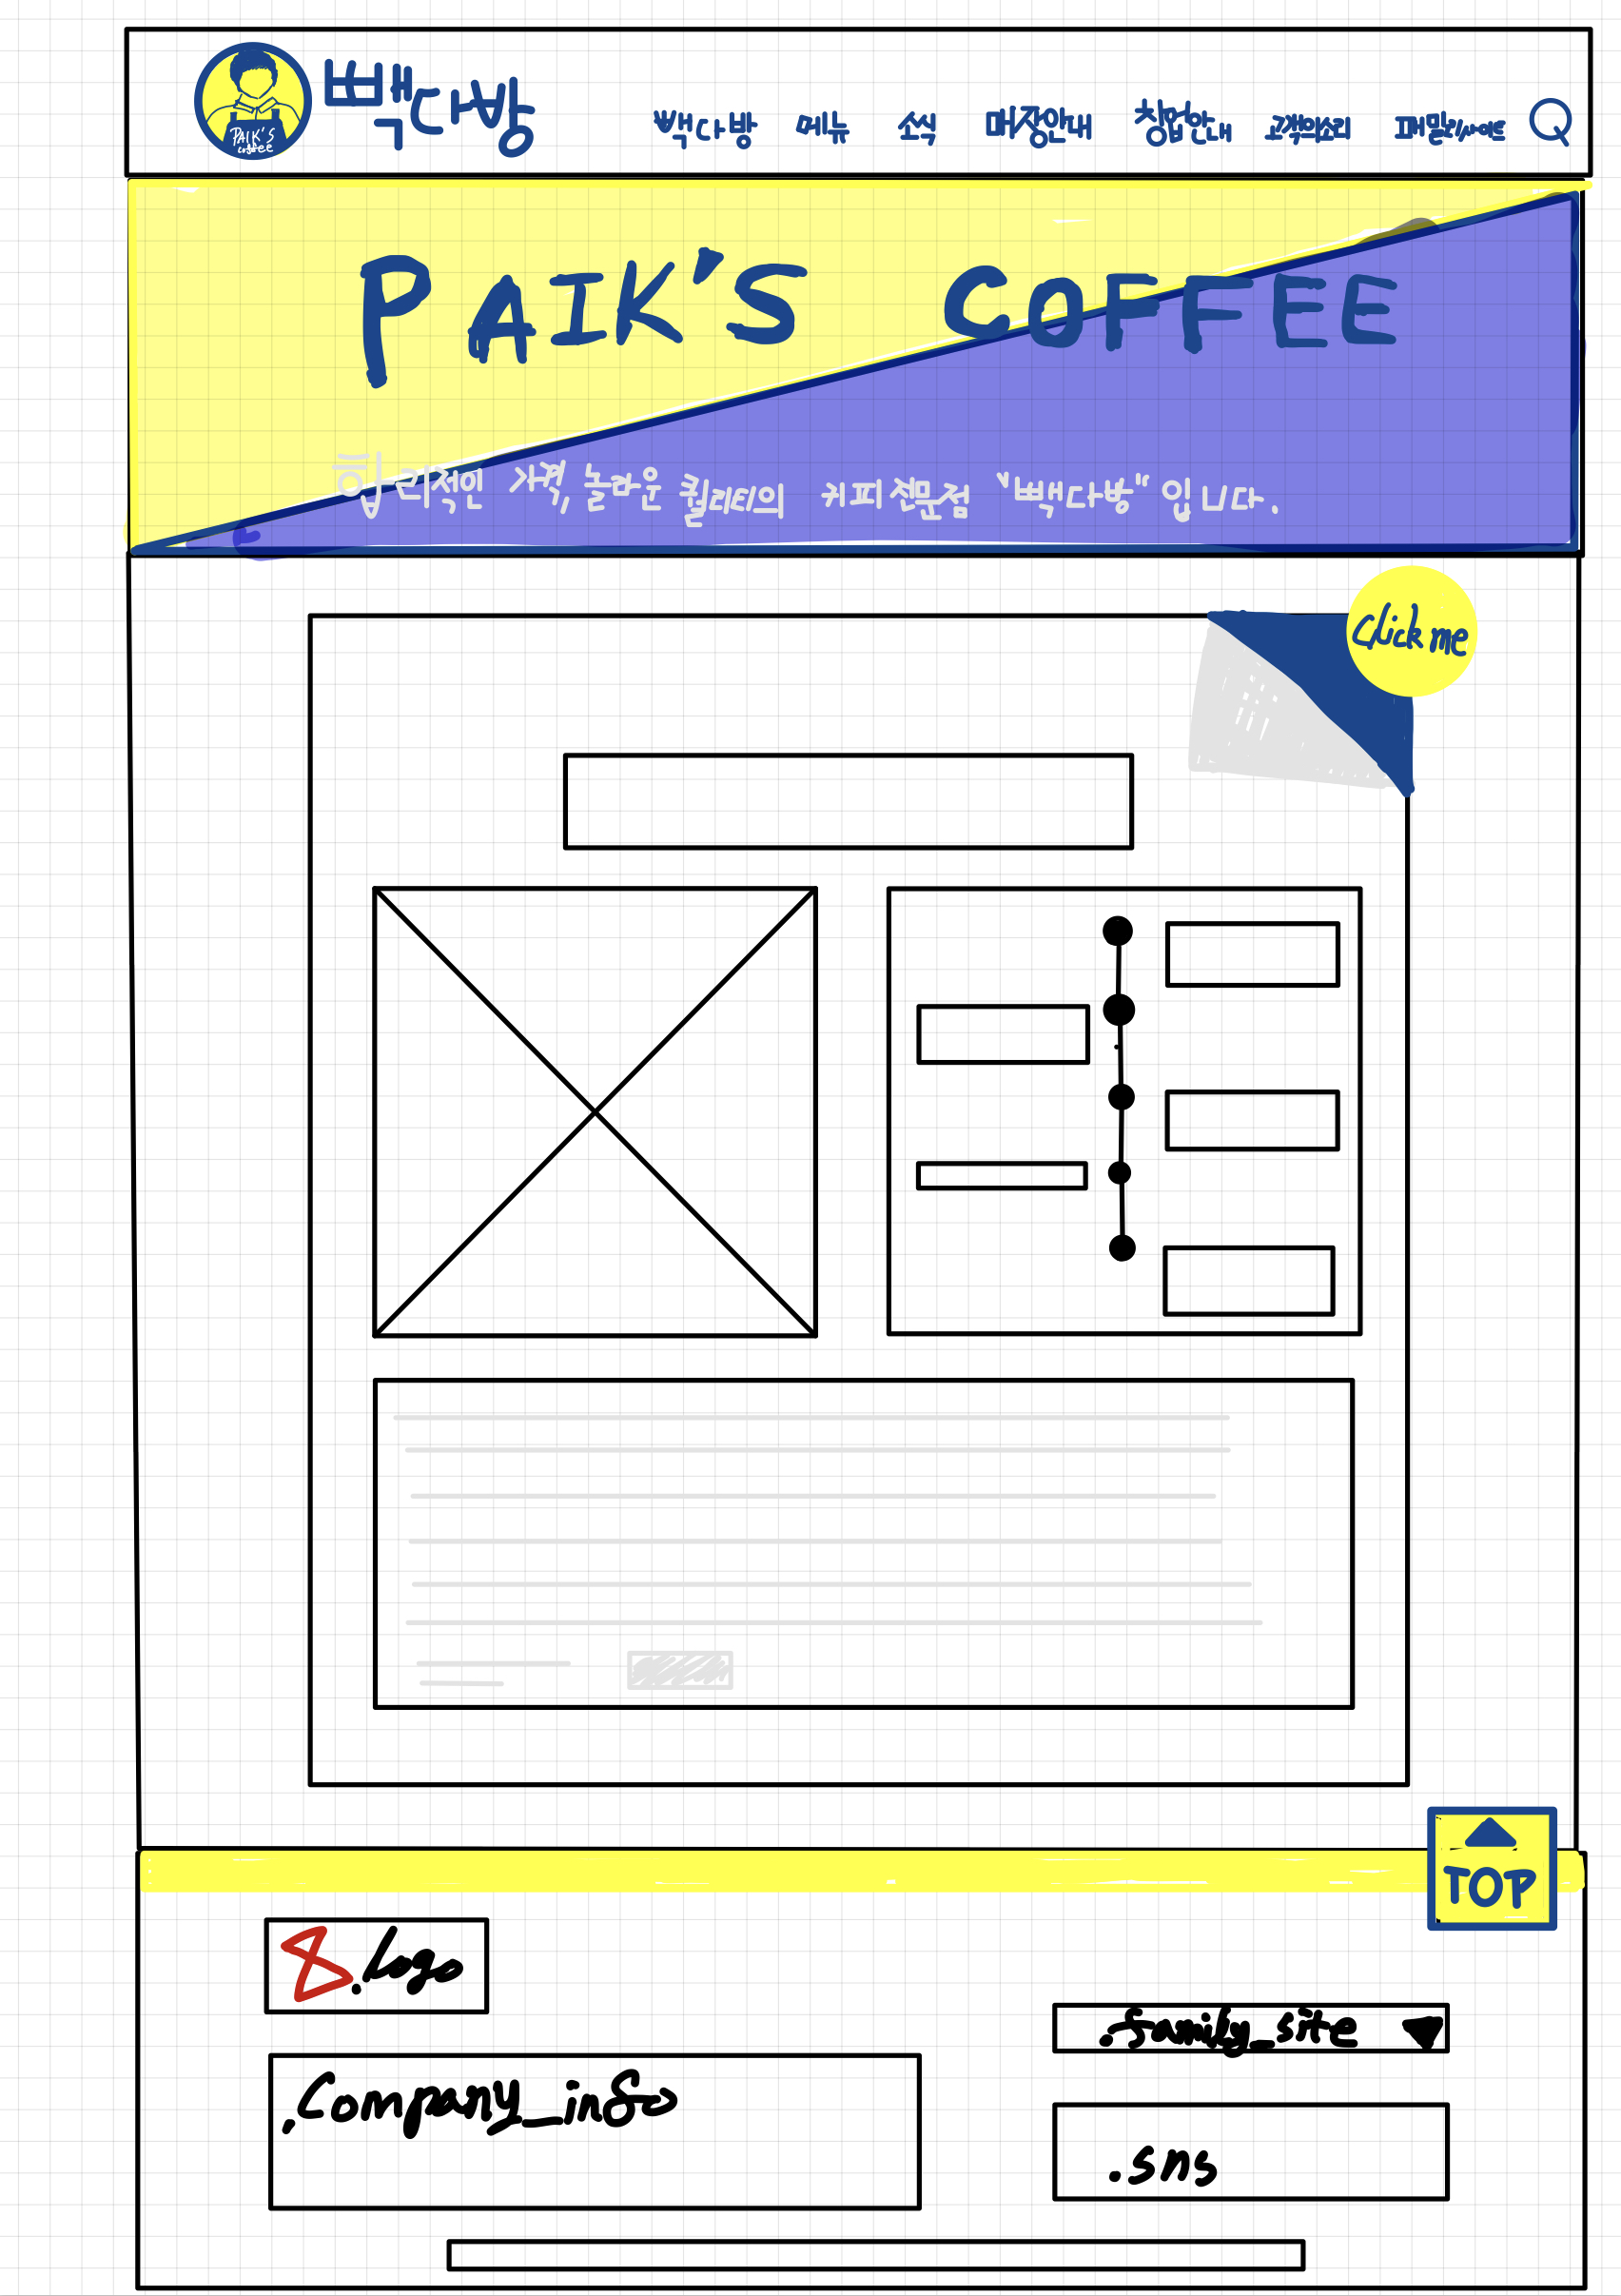 PAIK'S
coffee
빽다방
빽다방 메뉴 소식 매장안내 창업안내 고객의소리 패밀리사이트
PAIK'S COFFEE
합리적인 가격, 놀라운 퀄리티의 커피 전문점 "빽다방" 입니다.
Click me
TOP
8.logo
.family_site
.Company_info
.sns